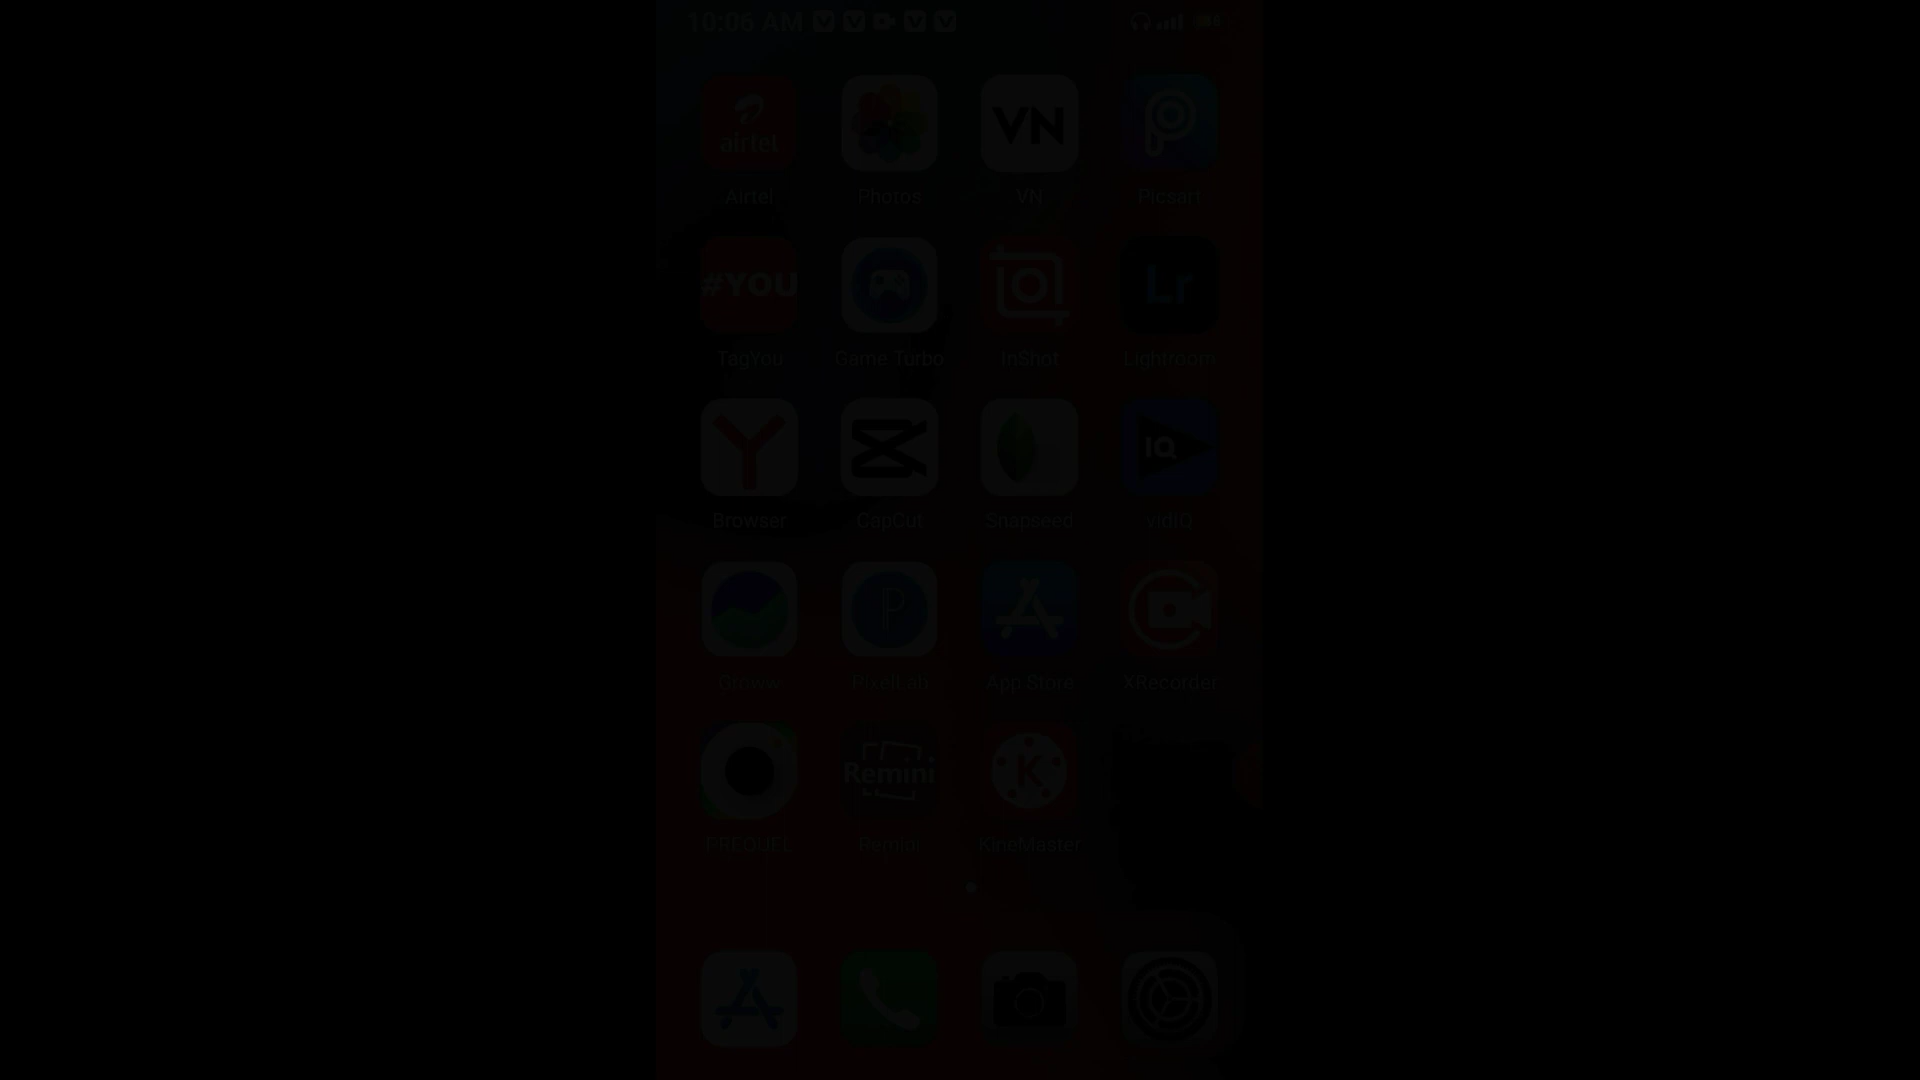 10:06 AM
airtel
VN
Airtel Photos VN Picsart
#YOU
Lr
TagYou Game Turbo InShot Lightroom
IQ
Browser CapCut Snapseed vidIQ
Groww PixelLab App Store XRecorder
Remini
K
PREQUEL Remini KineMaster